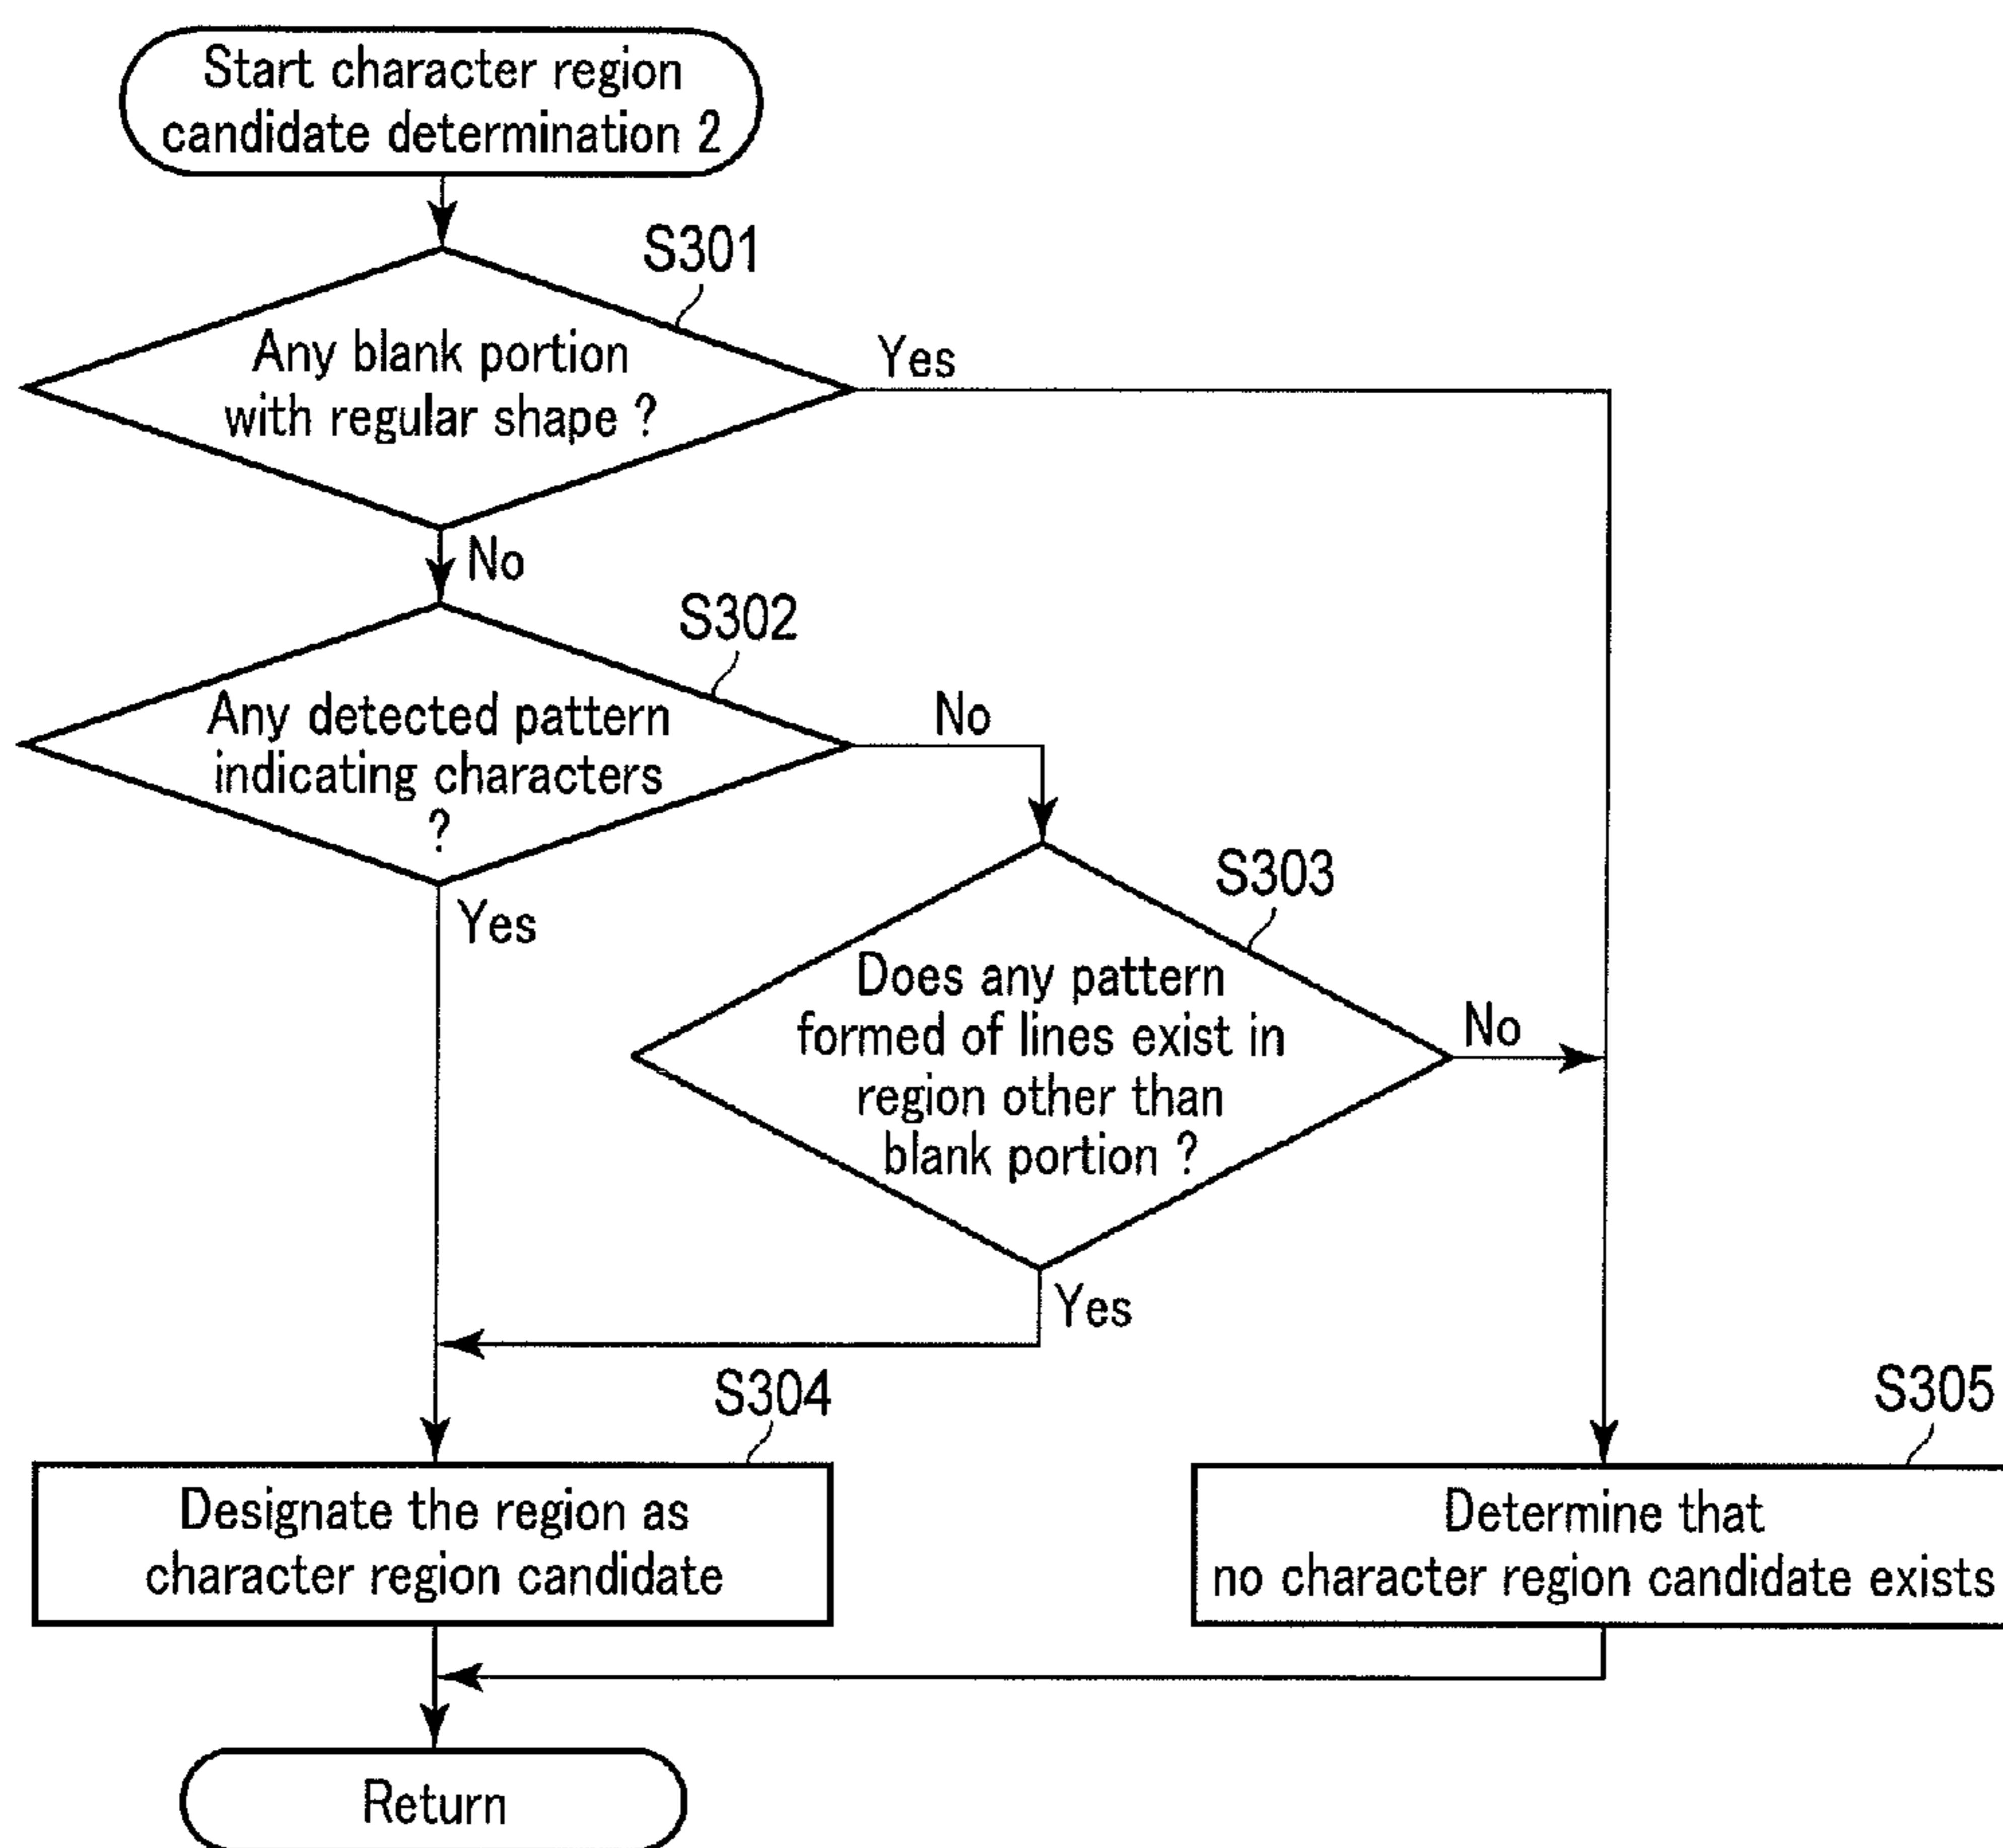 Start character region
candidate determination 2
S301
Any blank portion
with regular shape ?
Yes
No
S302
Any detected pattern
indicating characters
?
No
Yes
S303
Does any pattern
formed of lines exist in
region other than
blank portion ?
No
Yes
S304
Designate the region as
character region candidate
S305
Determine that
no character region candidate exists
Return